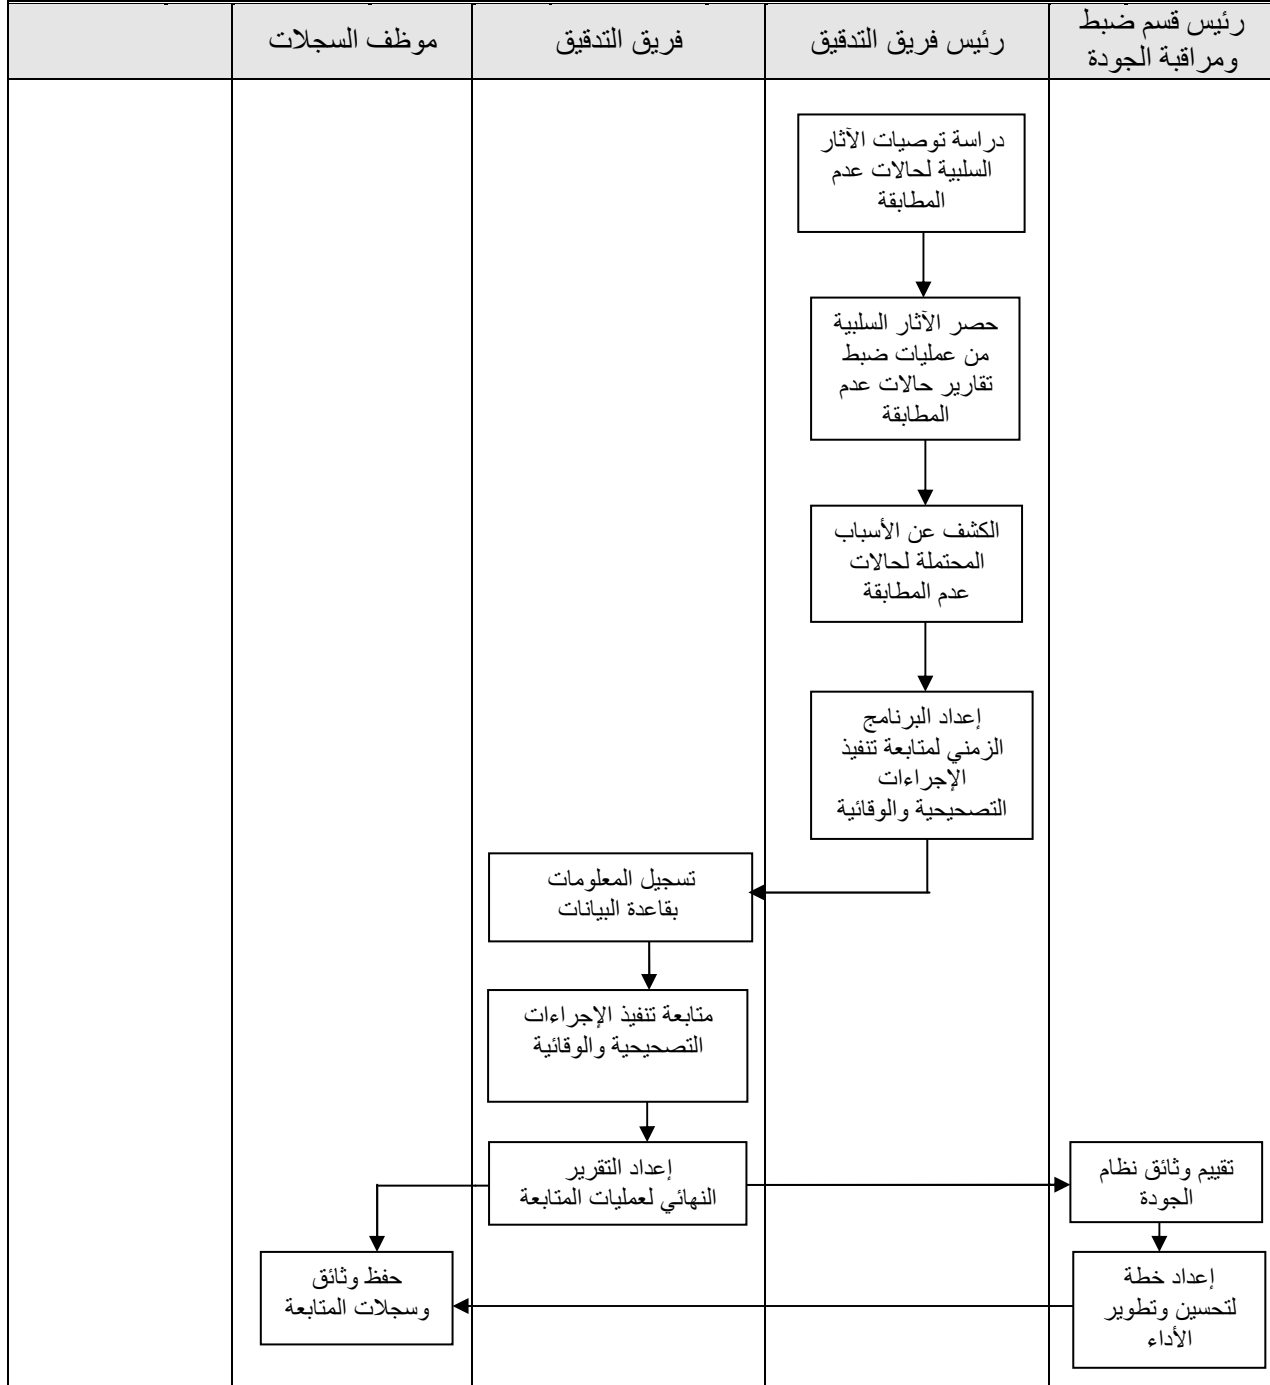 رئيس قسم ضبط
ومراقبة الجودة
رئيس فريق التدقيق
فريق التدقيق
موظف السجلات
دراسة توصيات الآثار
السلبية لحالات عدم
المطابقة
حصر الآثار السلبية
من عمليات ضبط
تقارير حالات عدم
المطابقة
الكشف عن الأسباب
المحتملة لحالات
عدم المطابقة
إعداد البرنامج
الزمني لمتابعة تنفيذ
الإجراءات
التصحيحية والوقائية
تسجيل المعلومات
بقاعدة البيانات
متابعة تنفيذ الإجراءات
التصحيحية والوقائية
إعداد التقرير
النهائي لعمليات المتابعة
تقييم وثائق نظام
الجودة
إعداد خطة
لتحسين وتطوير
الأداء
حفظ وثائق
وسجلات المتابعة